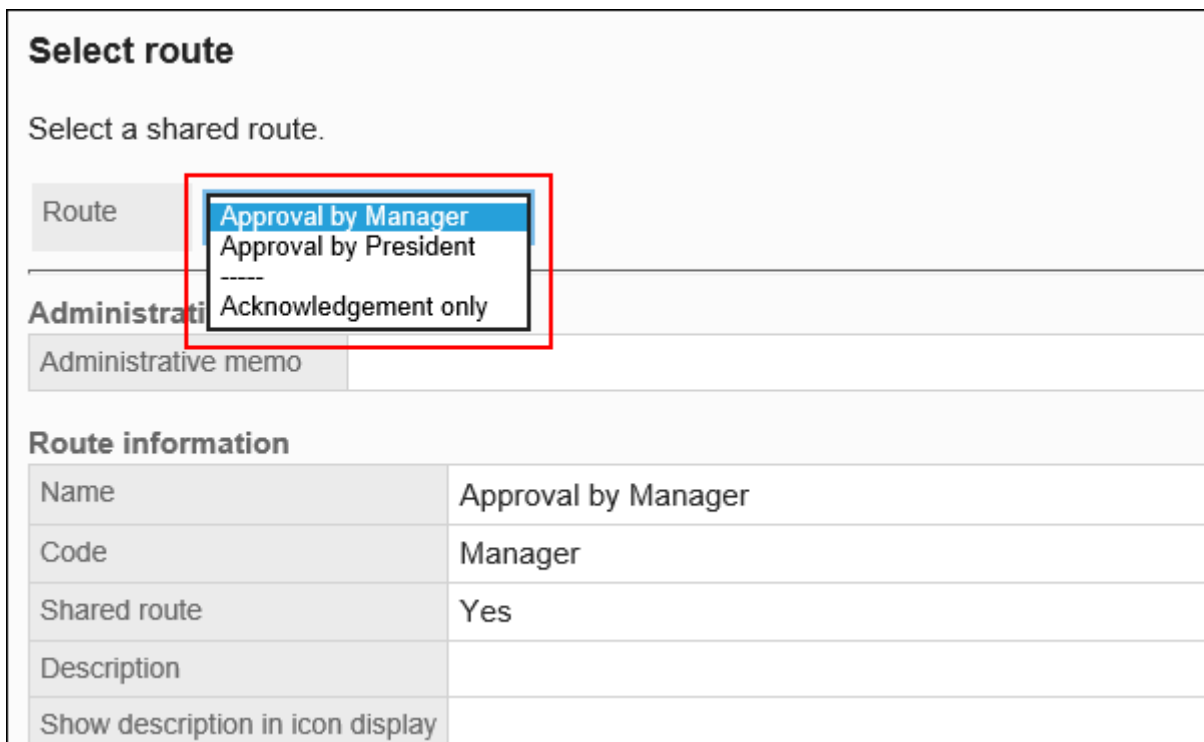 Select route
Select a shared route.
Route
Approval by Manager
Approval by President
-----
Acknowledgement only
Administrati
Administrative memo
Route information
Name Approval by Manager
Code Manager
Shared route Yes
Description
Show description in icon display